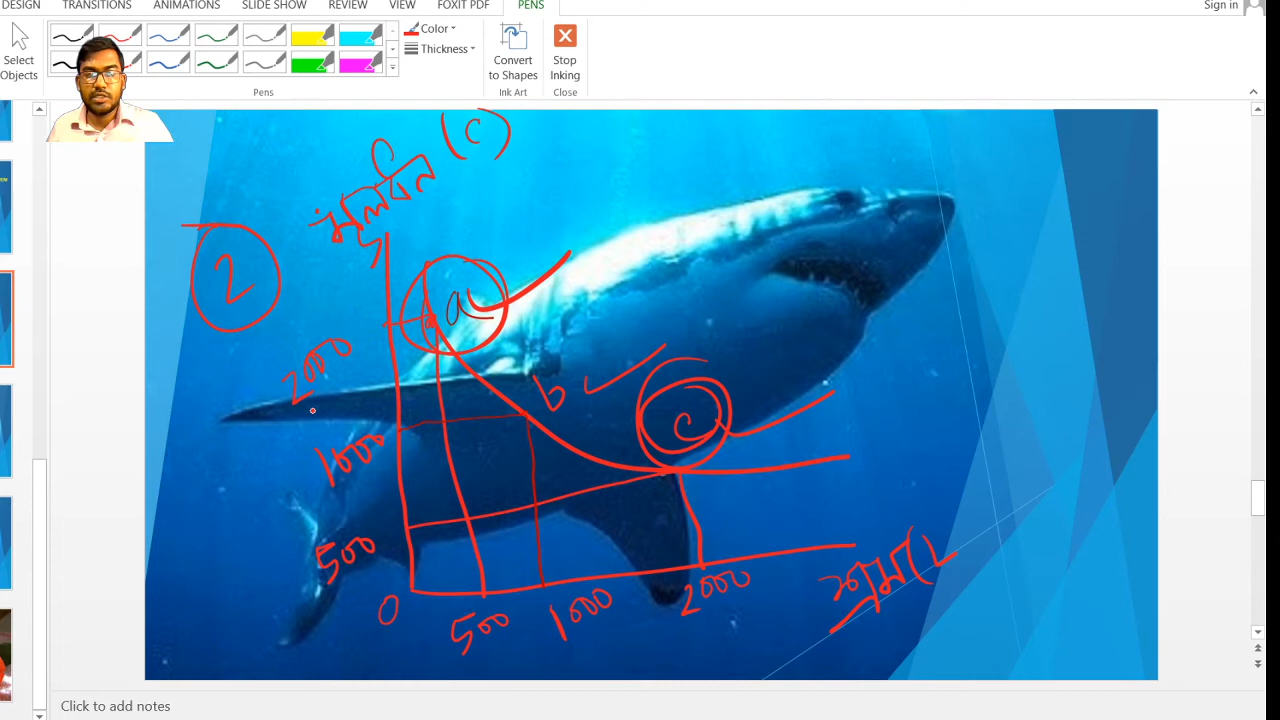 DESIGN TRANSITIONS ANIMATIONS SLIDE SHOW REVIEW VIEW FOXIT PDF PENS Sign in
Select Objects
Color
Thickness
Convert to Shapes
Stop Inking
Pens
Ink Art
Close
মূলধন (C)
2
a
2000
b
c
1000
500
0
500
1000
2000
Click to add notes